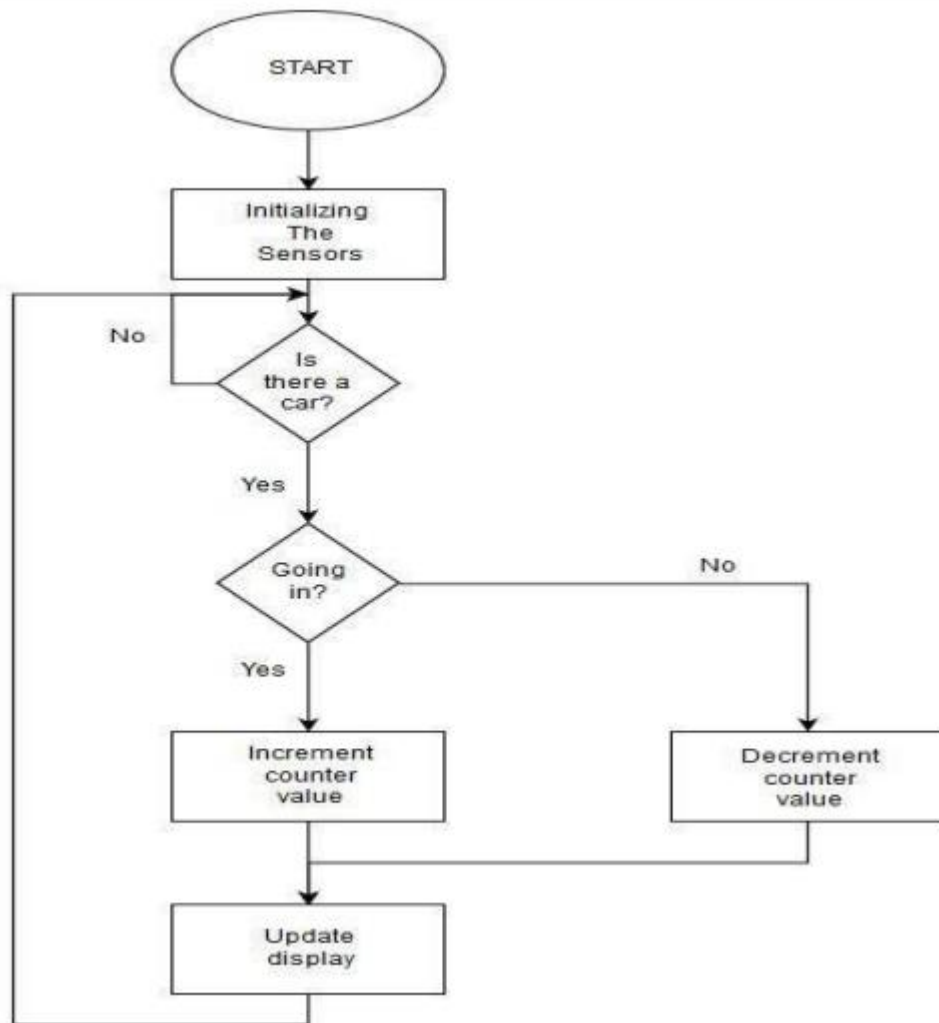 START
Initializing
The
Sensors
No
Is
there a
car?
Yes
Going
in?
No
Yes
Increment
counter
value
Decrement
counter
value
Update
display